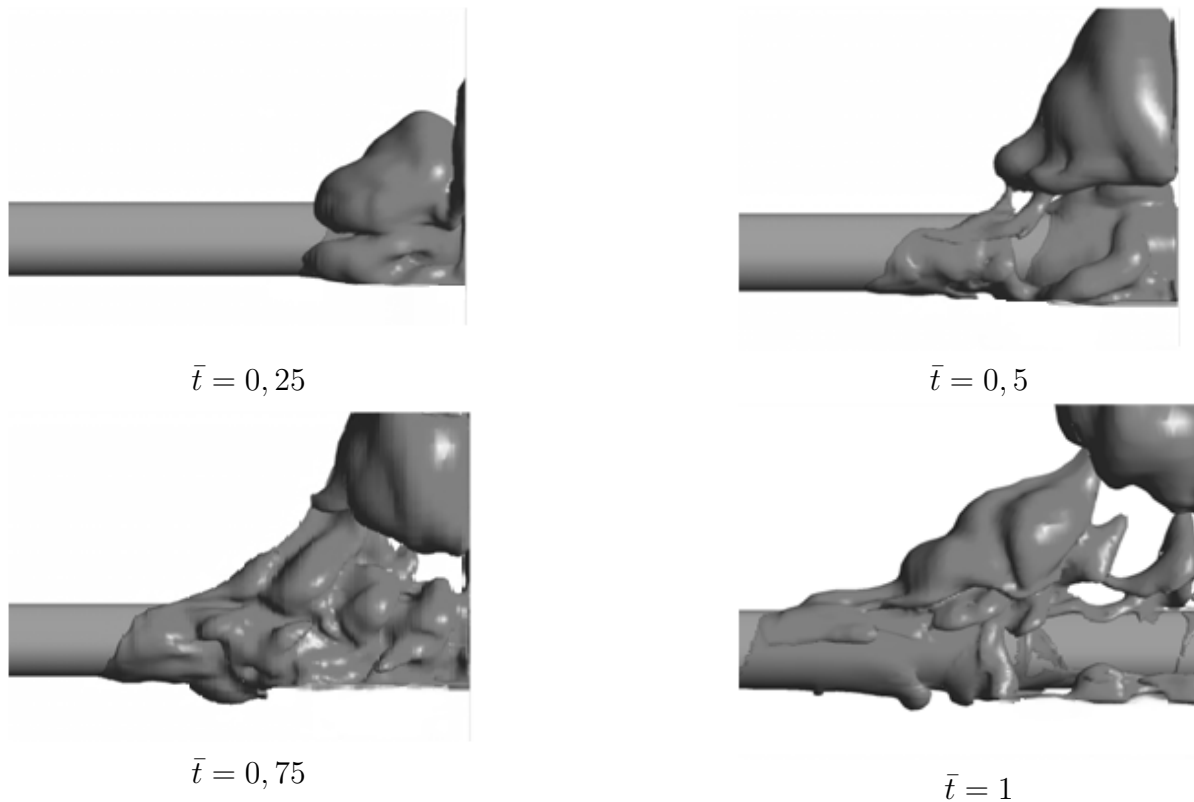 t̄ = 0, 25
t̄ = 0, 5
t̄ = 0, 75
t̄ = 1